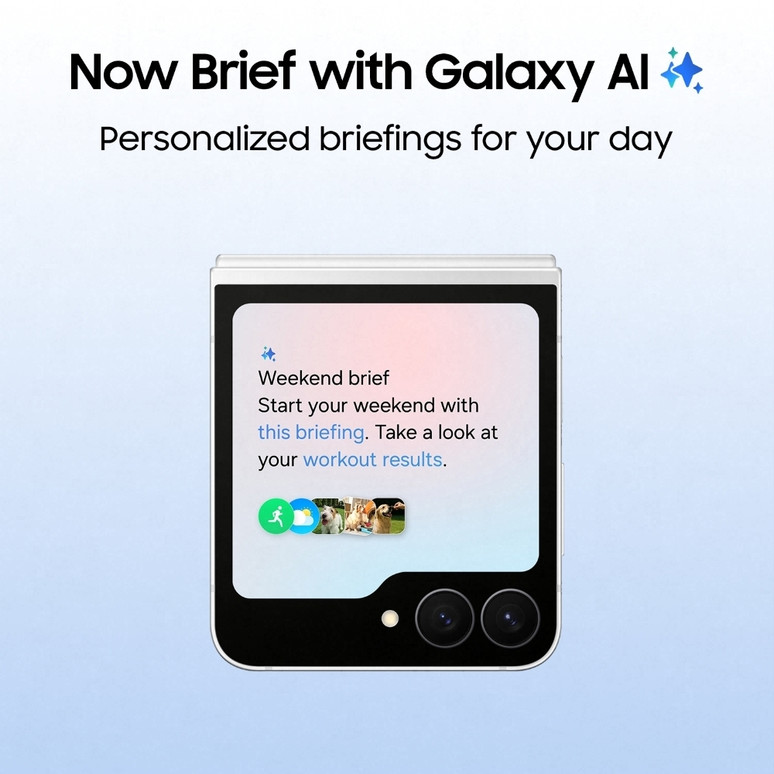 Now Brief with Galaxy AI
Personalized briefings for your day
Weekend brief
Start your weekend with
this briefing. Take a look at
your workout results.